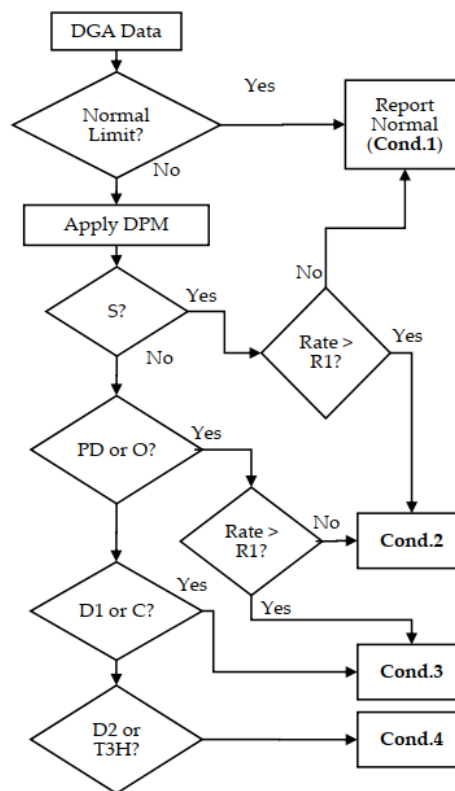 DGA Data
Yes
Normal
Limit?
Report
Normal
(Cond.1)
No
Apply DPM
S?
Yes
No
Rate >
R1?
Yes
No
PD or O?
Yes
Rate >
R1?
No
Cond.2
Yes
D1 or C?
Yes
Cond.3
D2 or
T3H?
Cond.4